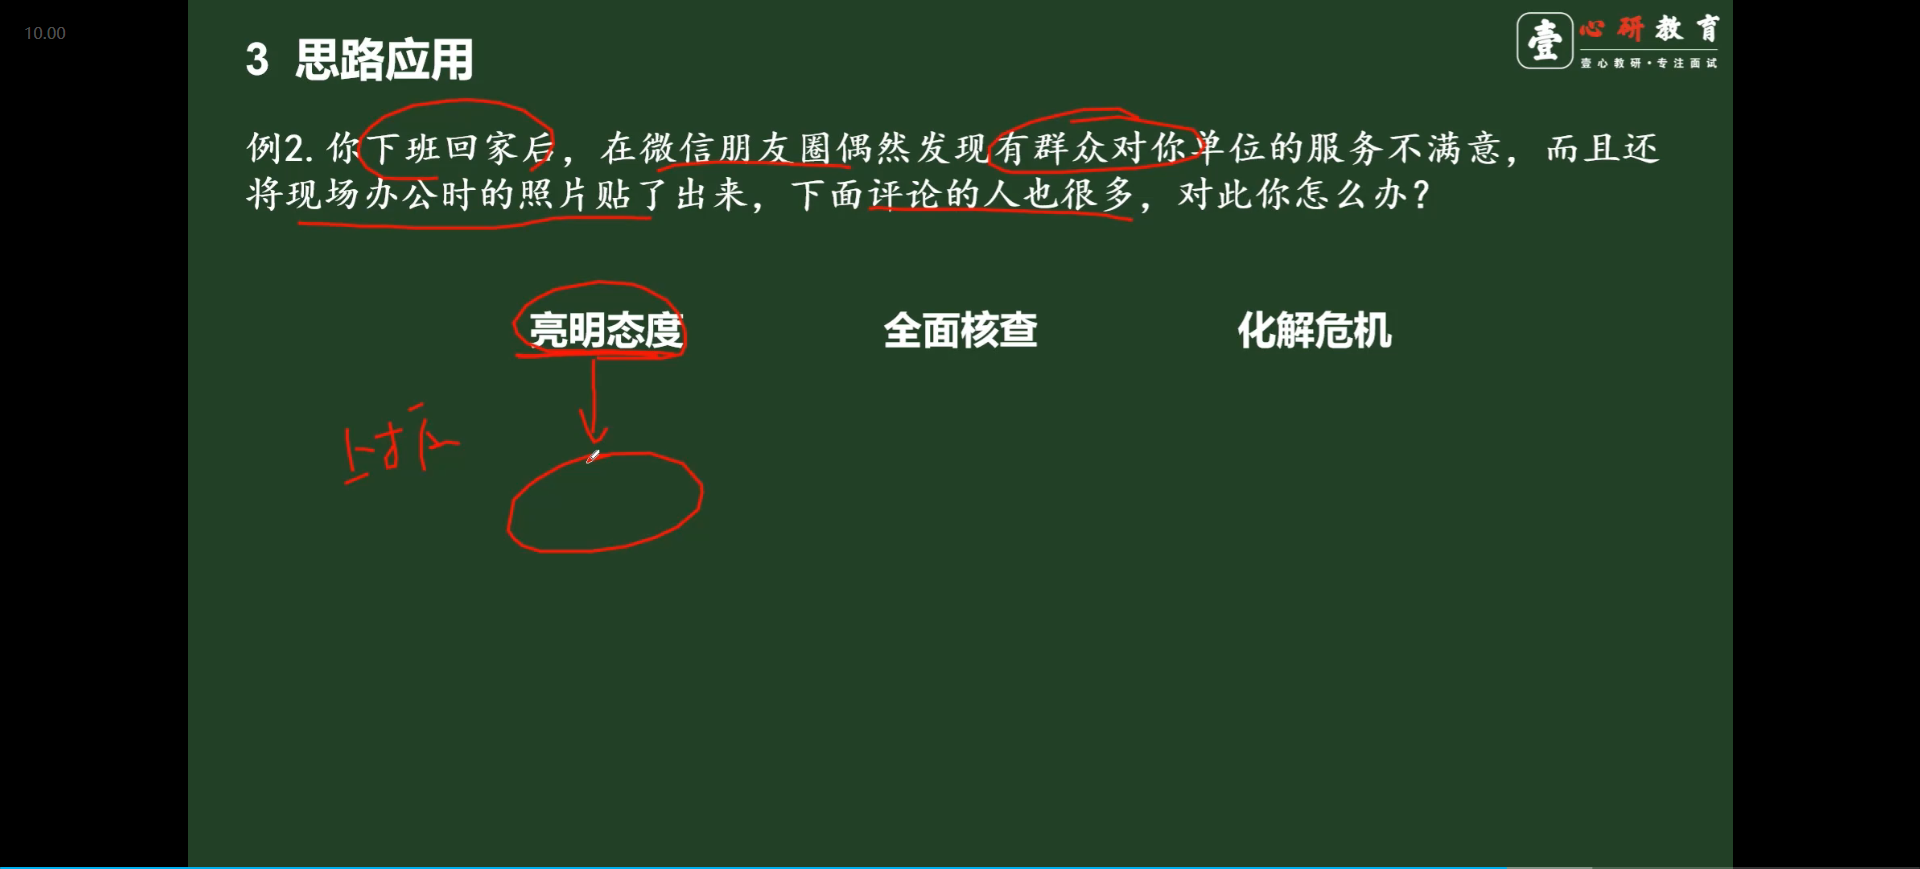 10.00
3 思路应用
壹 心研教育
壹心教研·专注面试
例2. 你下班回家后，在微信朋友圈偶然发现有群众对你单位的服务不满意，而且还
将现场办公时的照片贴了出来，下面评论的人也很多，对此你怎么办？
亮明态度 全面核查 化解危机